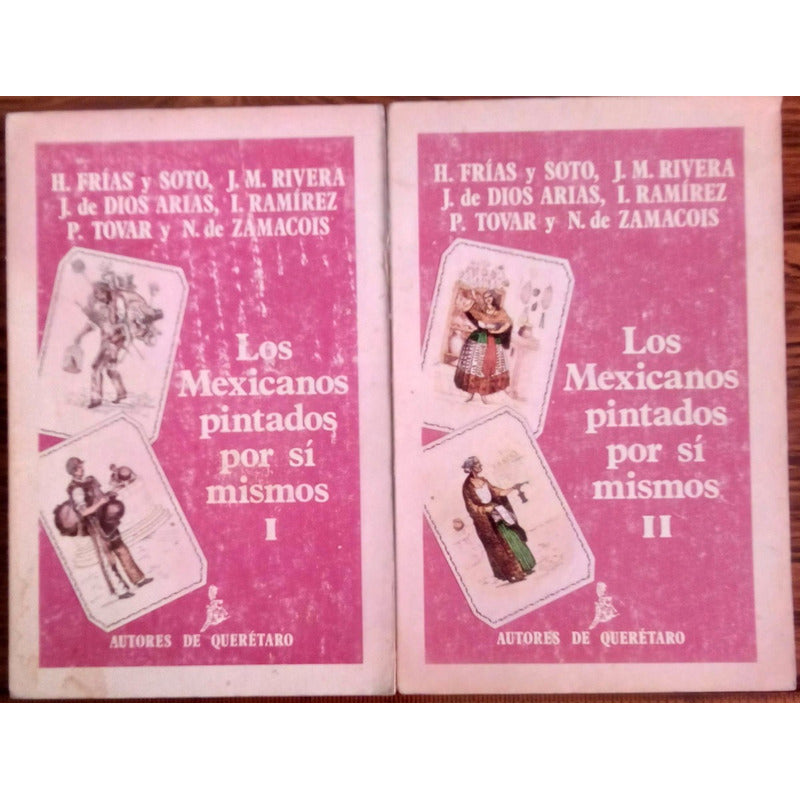 H. FRÍAS y SOTO, J. M. RIVERA
J. de DIOS ARIAS, I. RAMÍREZ
P. TOVAR y N. de ZAMACOIS
Los
Mexicanos
pintados
por sí
mismos
I
AUTORES DE QUERÉTARO
H. FRÍAS y SOTO, J. M. RIVERA
J. de DIOS ARIAS, I. RAMÍREZ
P. TOVAR y N. de ZAMACOIS
Los
Mexicanos
pintados
por sí
mismos
II
AUTORES DE QUERÉTARO